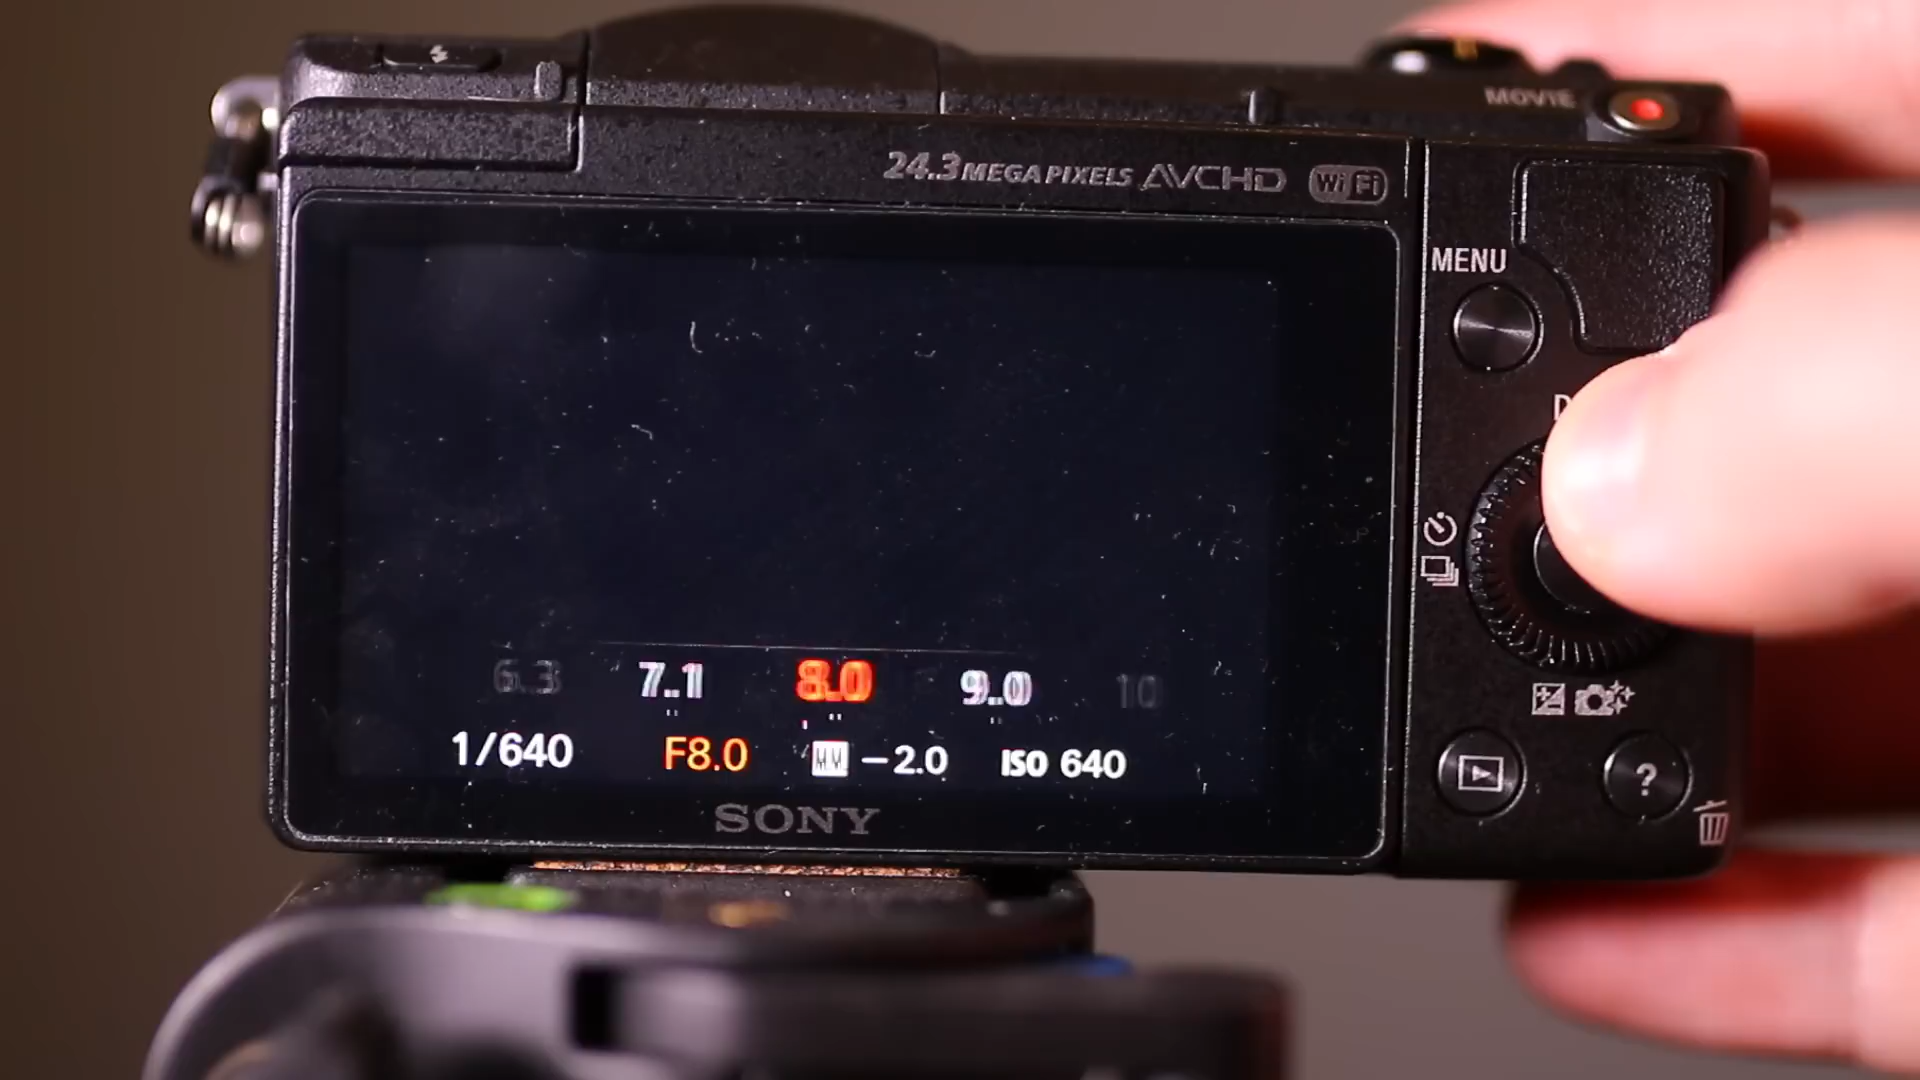 MOVIE
24.3 MEGA PIXELS AVCHD Wi Fi
MENU
6.3 7.1 8.0 9.0 10
1/640 F8.0 MM -2.0 ISO 640
?
SONY